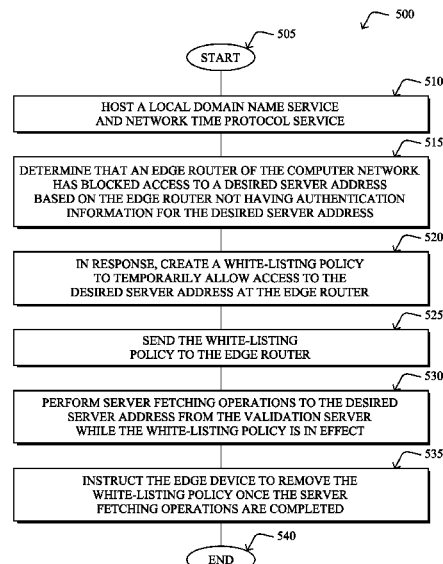 500
505
START
510
HOST A LOCAL DOMAIN NAME SERVICE
AND NETWORK TIME PROTOCOL SERVICE
515
DETERMINE THAT AN EDGE ROUTER OF THE COMPUTER NETWORK
HAS BLOCKED ACCESS TO A DESIRED SERVER ADDRESS
BASED ON THE EDGE ROUTER NOT HAVING AUTHENTICATION
INFORMATION FOR THE DESIRED SERVER ADDRESS
520
IN RESPONSE, CREATE A WHITE-LISTING POLICY
TO TEMPORARILY ALLOW ACCESS TO THE
DESIRED SERVER ADDRESS AT THE EDGE ROUTER
525
SEND THE WHITE-LISTING
POLICY TO THE EDGE ROUTER
530
PERFORM SERVER FETCHING OPERATIONS TO THE DESIRED
SERVER ADDRESS FROM THE VALIDATION SERVER
WHILE THE WHITE-LISTING POLICY IS IN EFFECT
535
INSTRUCT THE EDGE DEVICE TO REMOVE THE
WHITE-LISTING POLICY ONCE THE SERVER
FETCHING OPERATIONS ARE COMPLETED
540
END